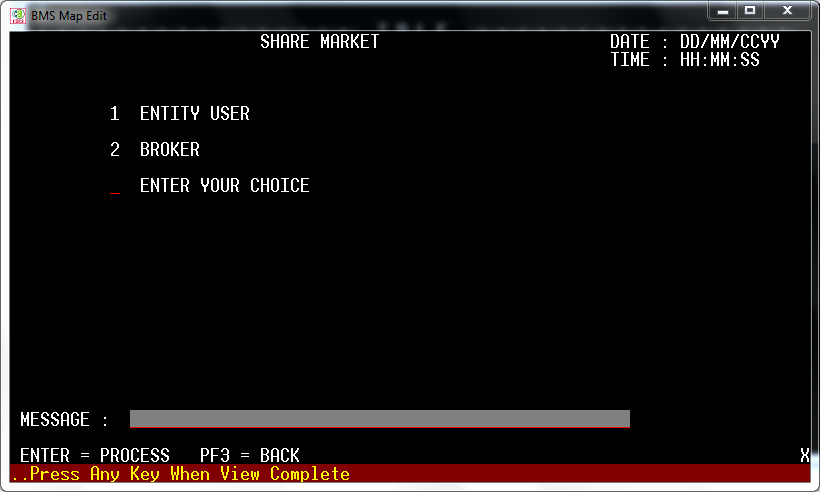 BMS Map Edit
SHARE MARKET DATE : DD/MM/CCYY
TIME : HH:MM:SS
1 ENTITY USER
2 BROKER
_ ENTER YOUR CHOICE
MESSAGE :
ENTER = PROCESS PF3 = BACK X
..Press Any Key When View Complete